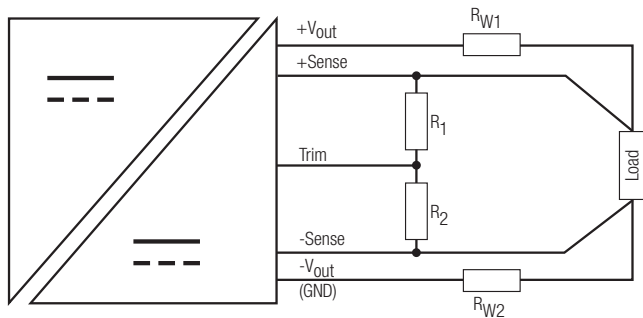 +Vout
RW1
+Sense
R1
Trim
Load
R2
-Sense
-Vout
(GND)
RW2